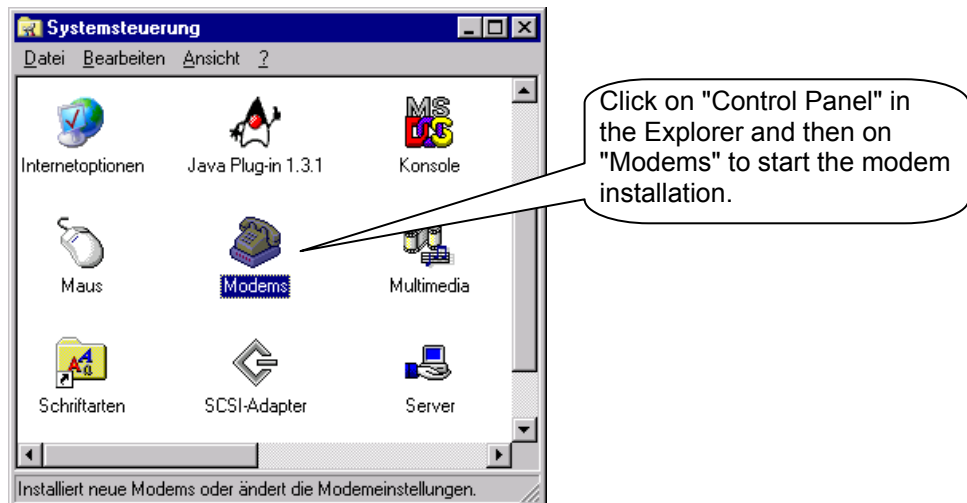 Systemsteuerung
Datei Bearbeiten Ansicht ?
Internetoptionen
Java Plug-in 1.3.1
MS DOS
Konsole
Click on "Control Panel" in
the Explorer and then on
"Modems" to start the modem
installation.
Maus
Modems
Multimedia
Schriftarten
SCSI-Adapter
Server
Installiert neue Modems oder ändert die Modemeinstellungen.